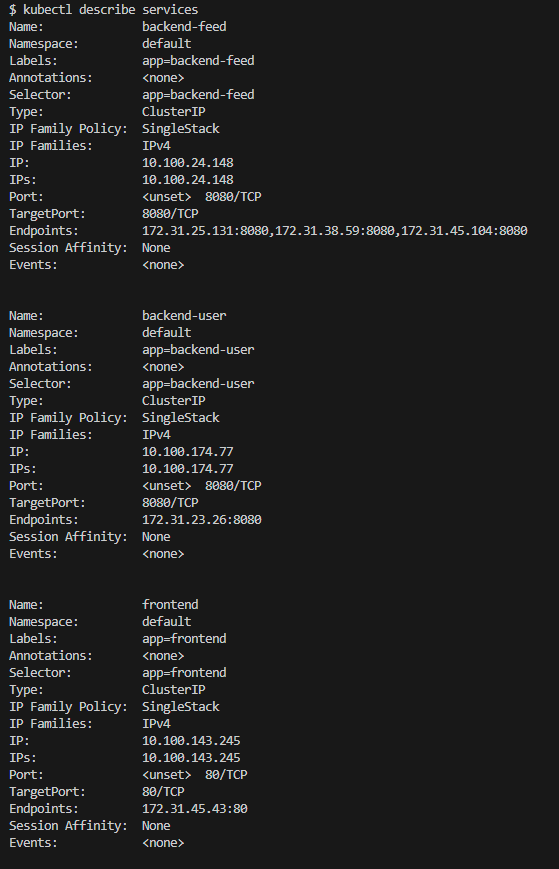 $ kubectl describe services
Name:              backend-feed
Namespace:         default
Labels:            app=backend-feed
Annotations:       <none>
Selector:          app=backend-feed
Type:              ClusterIP
IP Family Policy:  SingleStack
IP Families:       IPv4
IP:                10.100.24.148
IPs:               10.100.24.148
Port:              <unset>  8080/TCP
TargetPort:        8080/TCP
Endpoints:         172.31.25.131:8080,172.31.38.59:8080,172.31.45.104:8080
Session Affinity:  None
Events:            <none>

Name:              backend-user
Namespace:         default
Labels:            app=backend-user
Annotations:       <none>
Selector:          app=backend-user
Type:              ClusterIP
IP Family Policy:  SingleStack
IP Families:       IPv4
IP:                10.100.174.77
IPs:               10.100.174.77
Port:              <unset>  8080/TCP
TargetPort:        8080/TCP
Endpoints:         172.31.23.26:8080
Session Affinity:  None
Events:            <none>

Name:              frontend
Namespace:         default
Labels:            app=frontend
Annotations:       <none>
Selector:          app=frontend
Type:              ClusterIP
IP Family Policy:  SingleStack
IP Families:       IPv4
IP:                10.100.143.245
IPs:               10.100.143.245
Port:              <unset>  80/TCP
TargetPort:        80/TCP
Endpoints:         172.31.45.43:80
Session Affinity:  None
Events:            <none>